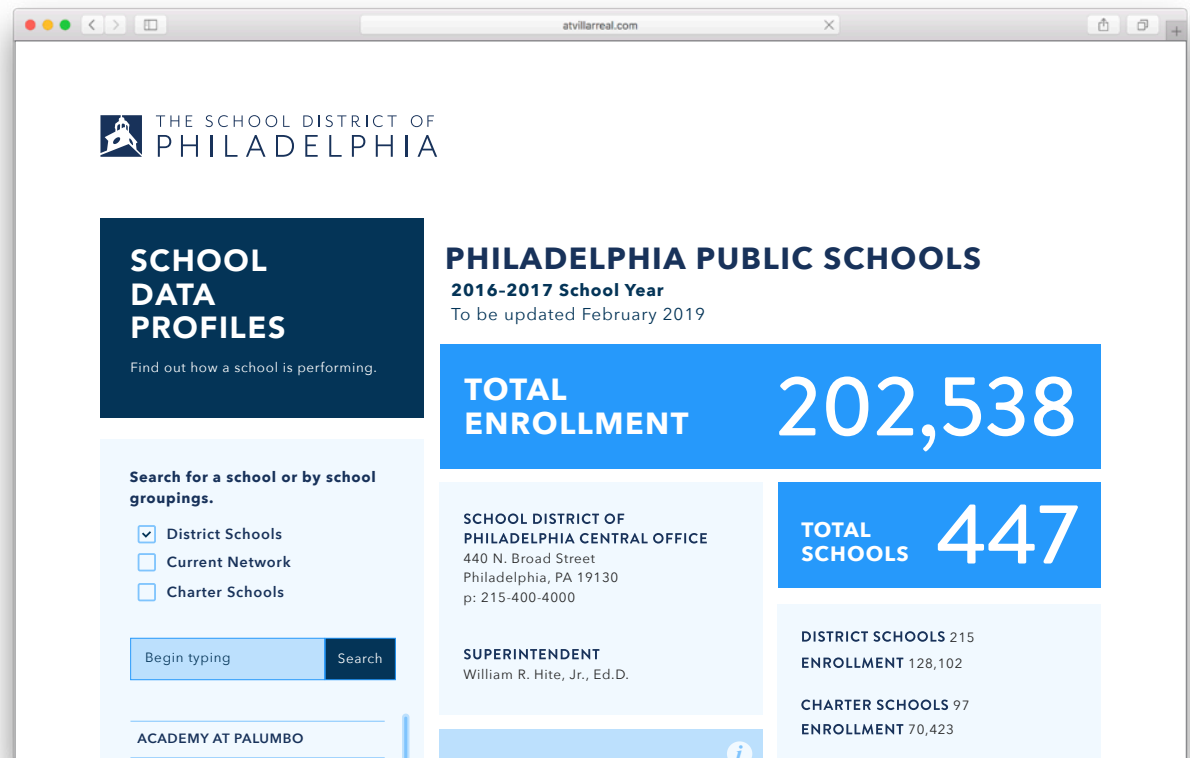 atvillarreal.com
THE SCHOOL DISTRICT OF
PHILADELPHIA
SCHOOL
DATA
PROFILES
Find out how a school is performing.
PHILADELPHIA PUBLIC SCHOOLS
2016–2017 School Year
To be updated February 2019
TOTAL
ENROLLMENT
202,538
Search for a school or by school
groupings.
District Schools
Current Network
Charter Schools
Begin typing
Search
ACADEMY AT PALUMBO
SCHOOL DISTRICT OF
PHILADELPHIA CENTRAL OFFICE
440 N. Broad Street
Philadelphia, PA 19130
p: 215-400-4000
SUPERINTENDENT
William R. Hite, Jr., Ed.D.
i
TOTAL
SCHOOLS
447
DISTRICT SCHOOLS 215
ENROLLMENT 128,102
CHARTER SCHOOLS 97
ENROLLMENT 70,423